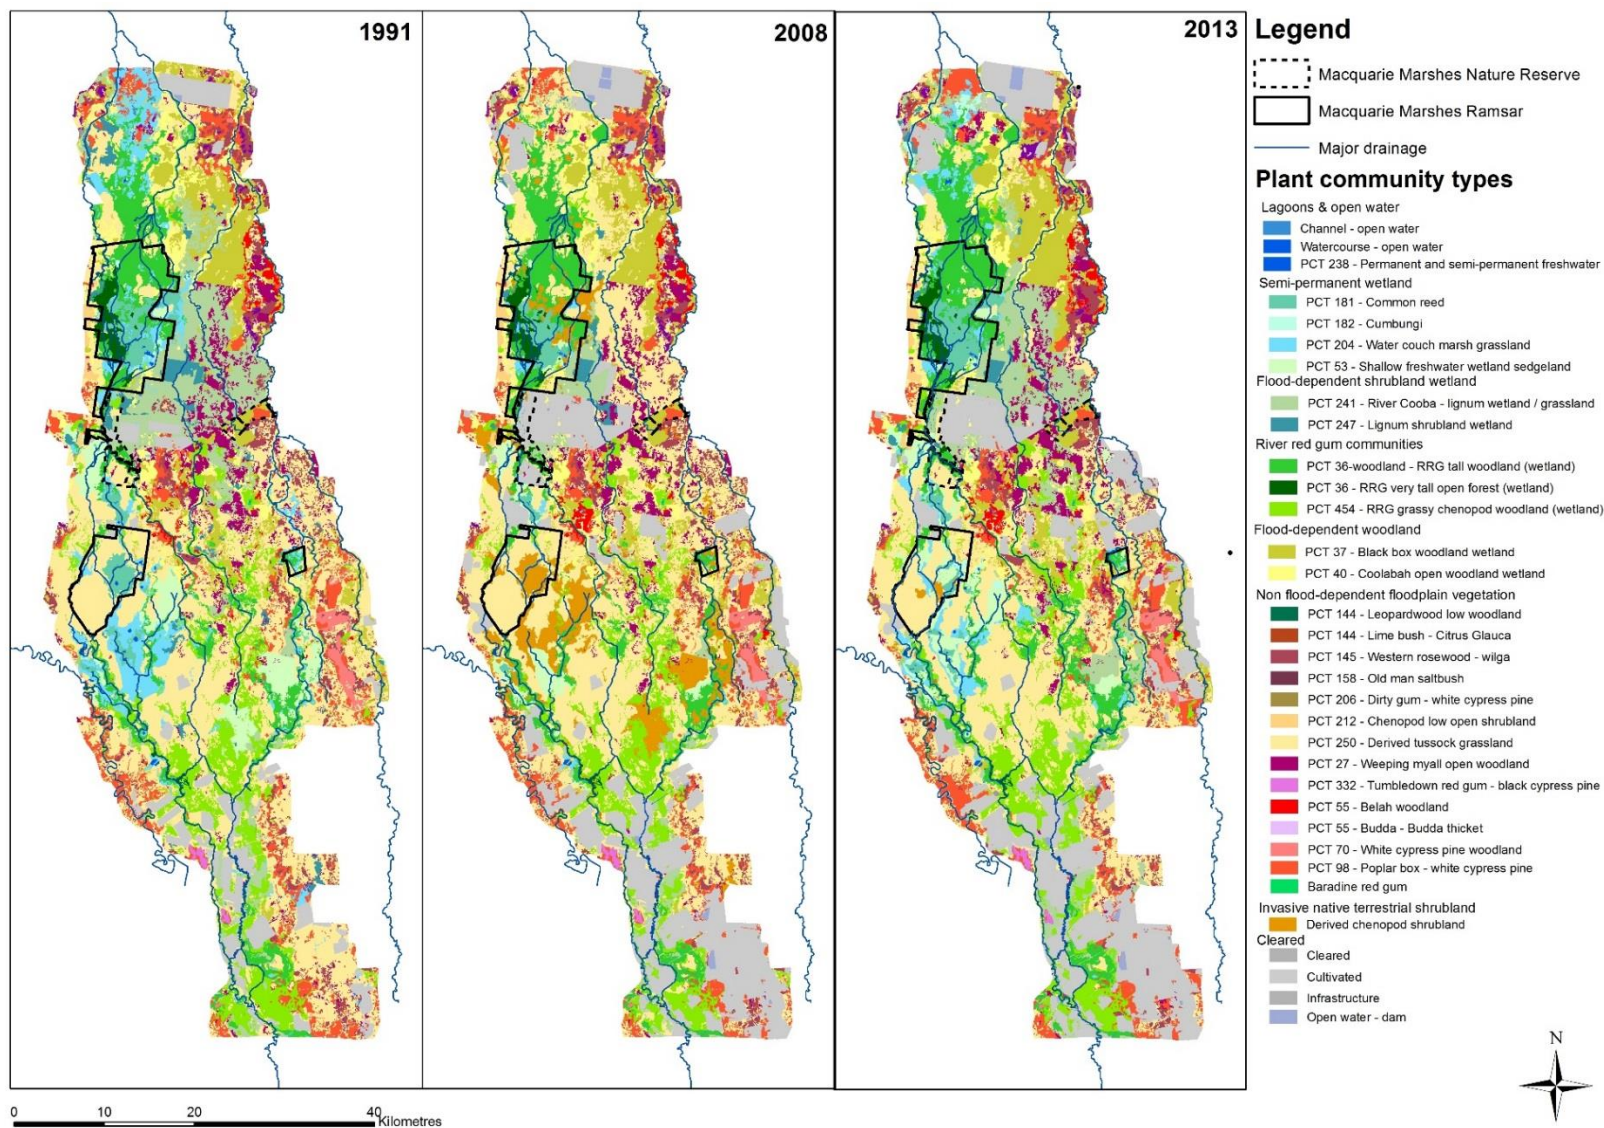 1991
2008
2013
Legend
Macquarie Marshes Nature Reserve
Macquarie Marshes Ramsar
Major drainage
Plant community types
Lagoons & open water
Channel - open water
Watercourse - open water
PCT 238 - Permanent and semi-permanent freshwater
Semi-permanent wetland
PCT 181 - Common reed
PCT 182 - Cumbungi
PCT 204 - Water couch marsh grassland
PCT 53 - Shallow freshwater wetland sedgeland
Flood-dependent shrubland wetland
PCT 241 - River Cooba - lignum wetland / grassland
PCT 247 - Lignum shrubland wetland
River red gum communities
PCT 36-woodland - RRG tall woodland (wetland)
PCT 36 - RRG very tall open forest (wetland)
PCT 454 - RRG grassy chenopod woodland (wetland)
Flood-dependent woodland
PCT 37 - Black box woodland wetland
PCT 40 - Coolabah open woodland wetland
Non flood-dependent floodplain vegetation
PCT 144 - Leopardwood low woodland
PCT 144 - Lime bush - Citrus Glauca
PCT 145 - Western rosewood - wilga
PCT 158 - Old man saltbush
PCT 206 - Dirty gum - white cypress pine
PCT 212 - Chenopod low open shrubland
PCT 250 - Derived tussock grassland
PCT 27 - Weeping myall open woodland
PCT 332 - Tumbledown red gum - black cypress pine
PCT 55 - Belah woodland
PCT 55 - Budda - Budda thicket
PCT 70 - White cypress pine woodland
PCT 98 - Poplar box - white cypress pine
Baradine red gum
Invasive native terrestrial shrubland
Derived chenopod shrubland
Cleared
Cleared
Cultivated
Infrastructure
Open water - dam
N
0 10 20 40
Kilometres